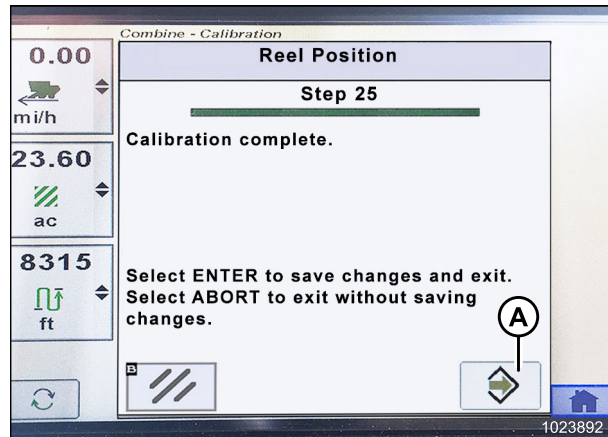 Combine - Calibration
0.00
mi/h
23.60
ac
8315
ft
Reel Position
Step 25
Calibration complete.
Select ENTER to save changes and exit.
Select ABORT to exit without saving
changes.
A
B
1023892